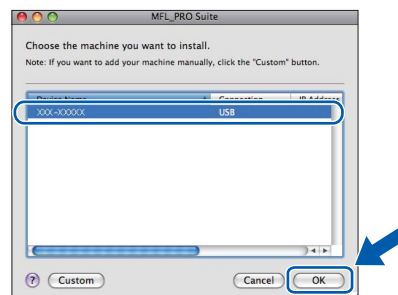 MFL_PRO Suite
Choose the machine you want to install.
Note: If you want to add your machine manually, click the "Custom" button.
Device Name Connection IP Address
XXX-XXXXX USB
? Custom Cancel OK